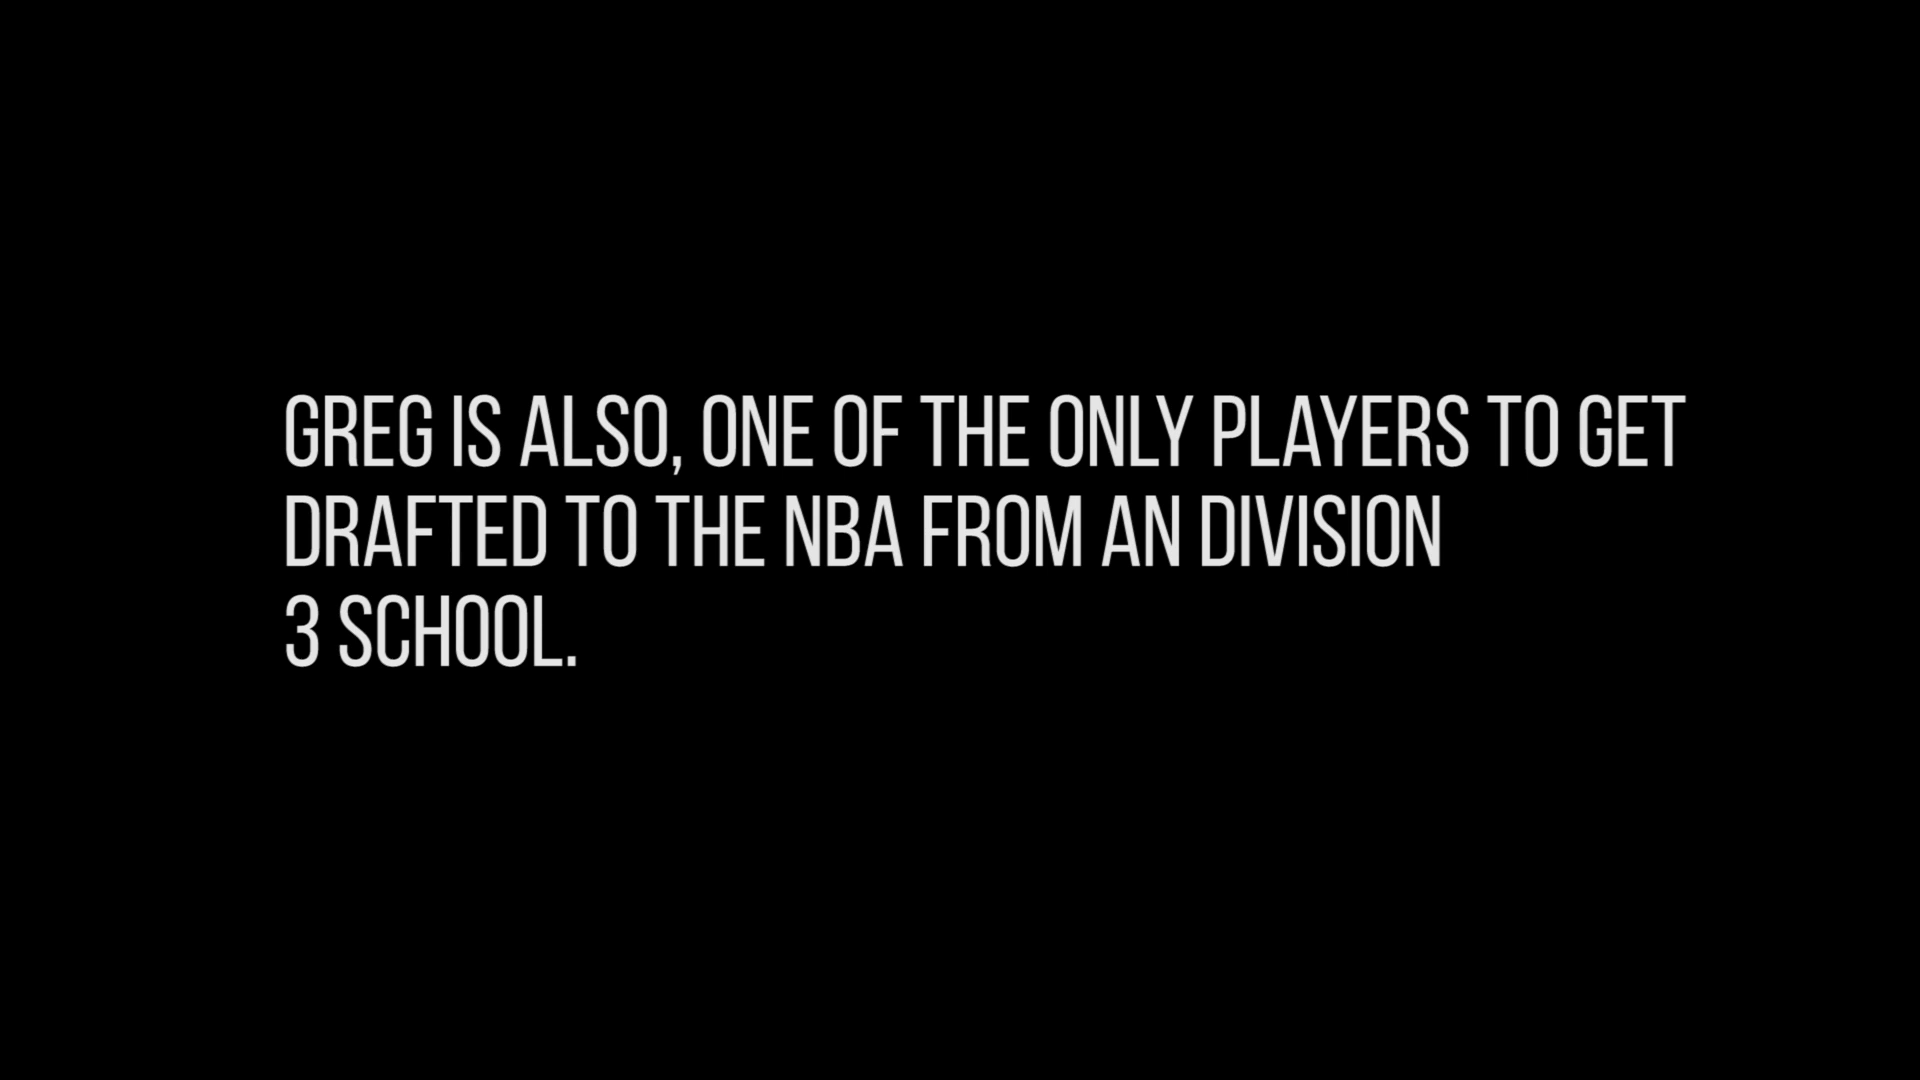 GREG IS ALSO, ONE OF THE ONLY PLAYERS TO GET
DRAFTED TO THE NBA FROM AN DIVISION
3 SCHOOL.